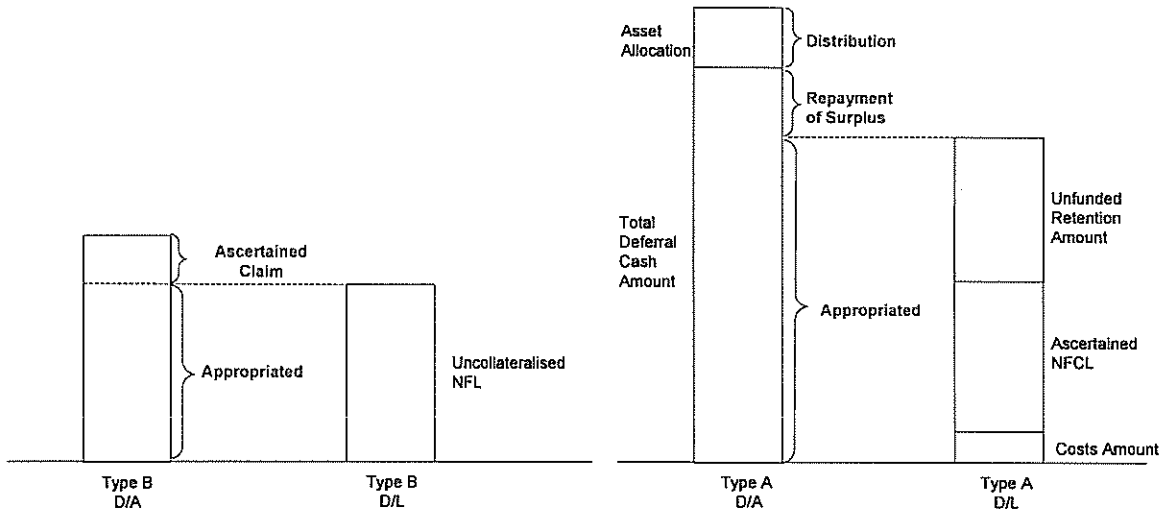 Ascertained
Claim
Appropriated
Uncollateralised
NFL
Type B
D/A
Type B
D/L
Asset
Allocation
Distribution
Repayment
of Surplus
Total
Deferral
Cash
Amount
Appropriated
Unfunded
Retention
Amount
Ascertained
NFCL
Costs Amount
Type A
D/A
Type A
D/L